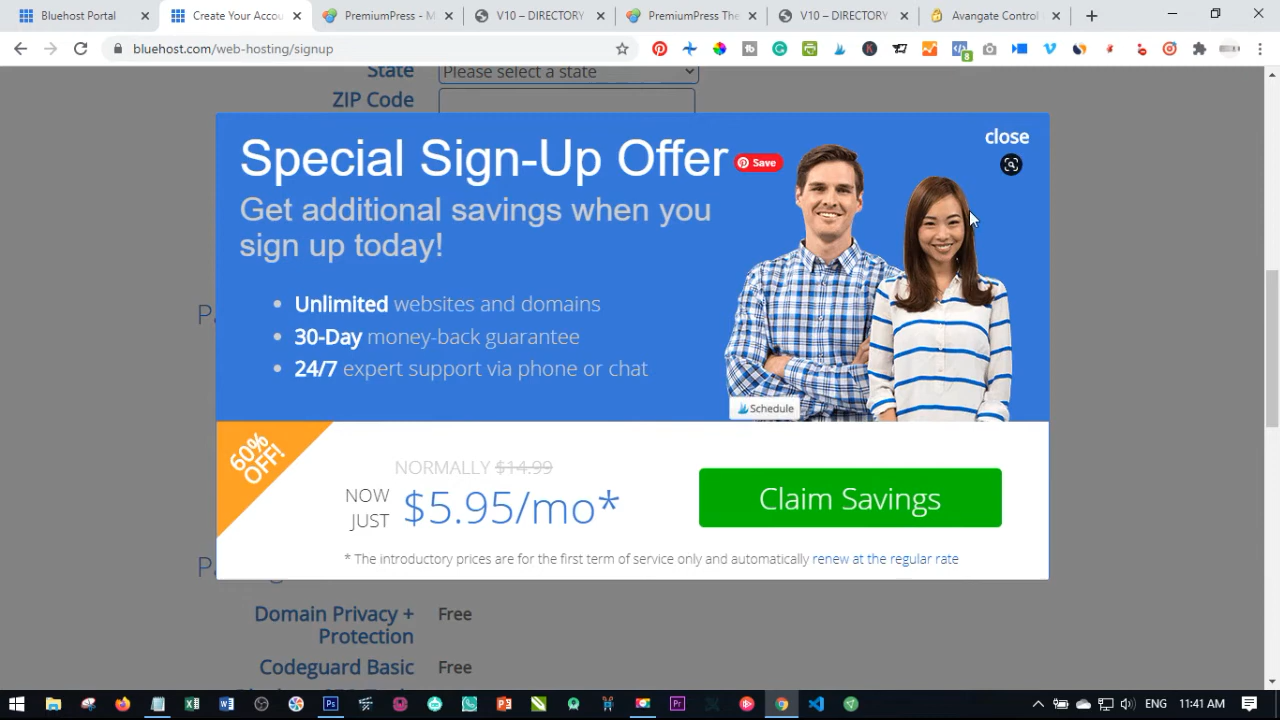 Bluehost Portal
Create Your Accou
PremiumPress - M
V10 – DIRECTORY
PremiumPress The
V10 – DIRECTORY
Avangate Control
bluehost.com/web-hosting/signup
8
State
Please select a state
ZIP Code
close
Special Sign-Up Offer
Save
Get additional savings when you
sign up today!
Unlimited websites and domains
30-Day money-back guarantee
24/7 expert support via phone or chat
Schedule
60%
OFF!
NORMALLY $14.99
NOW
JUST
$5.95/mo*
Claim Savings
* The introductory prices are for the first term of service only and automatically renew at the regular rate
Domain Privacy +
Protection
Free
Codeguard Basic
Free
ENG
11:41 AM